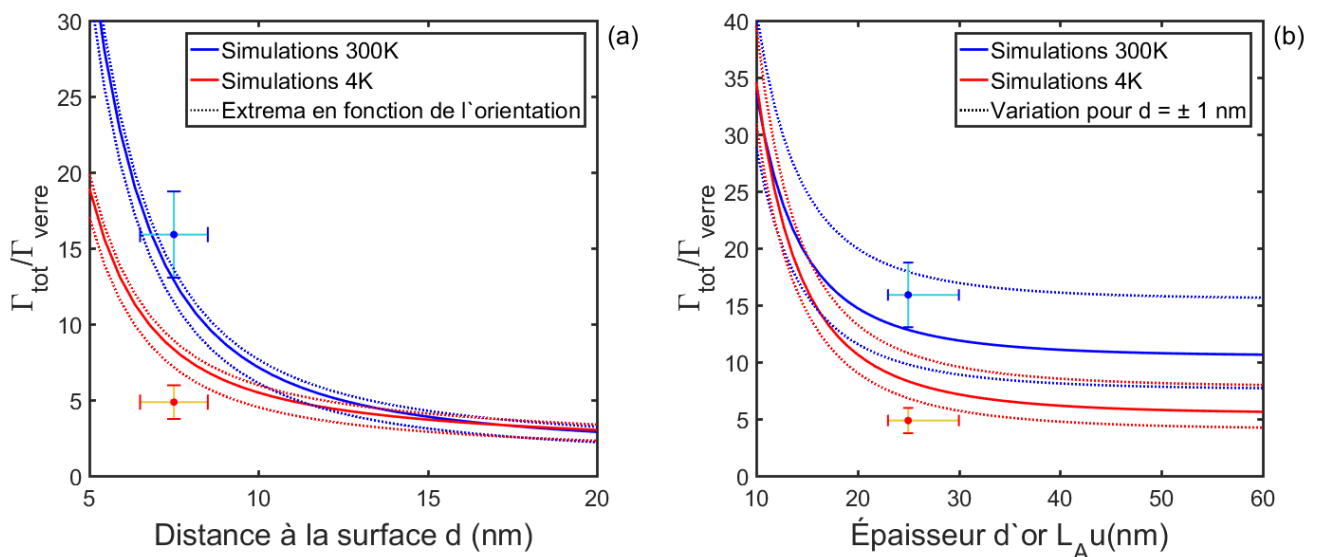 (a)
Simulations 300K
Simulations 4K
Extrema en fonction de l`orientation
30
25
20
15
10
5
0
Γtot/Γverre
5 10 15 20
Distance à la surface d (nm)
(b)
Simulations 300K
Simulations 4K
Variation pour d = ± 1 nm
40
35
30
25
20
15
10
5
0
Γtot/Γverre
10 20 30 40 50 60
Épaisseur d`or LAu(nm)